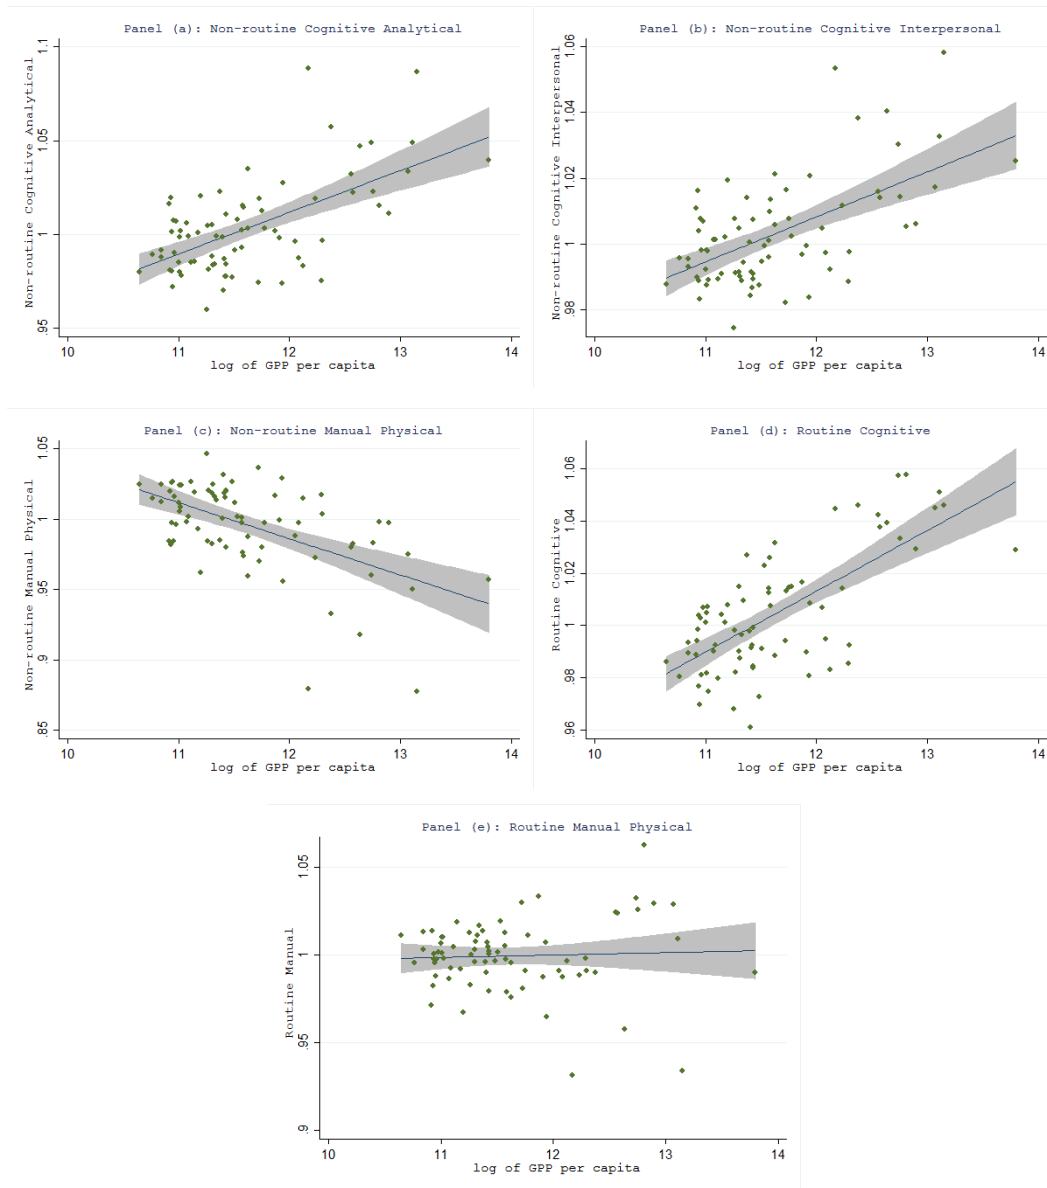 Panel (a): Non-routine Cognitive Analytical
Non-routine Cognitive Analytical
1.1
1.05
1
.95
10 11 12 13 14
log of GPP per capita
Panel (b): Non-routine Cognitive Interpersonal
Non-routine Cognitive Interpersonal
1.06
1.04
1.02
1
.98
10 11 12 13 14
log of GPP per capita
Panel (c): Non-routine Manual Physical
Non-routine Manual Physical
1.05
1
.95
.9
.85
10 11 12 13 14
log of GPP per capita
Panel (d): Routine Cognitive
Routine Cognitive
1.06
1.04
1.02
1
.98
.96
10 11 12 13 14
log of GPP per capita
Panel (e): Routine Manual Physical
Routine Manual
1.05
1
.95
.9
10 11 12 13 14
log of GPP per capita